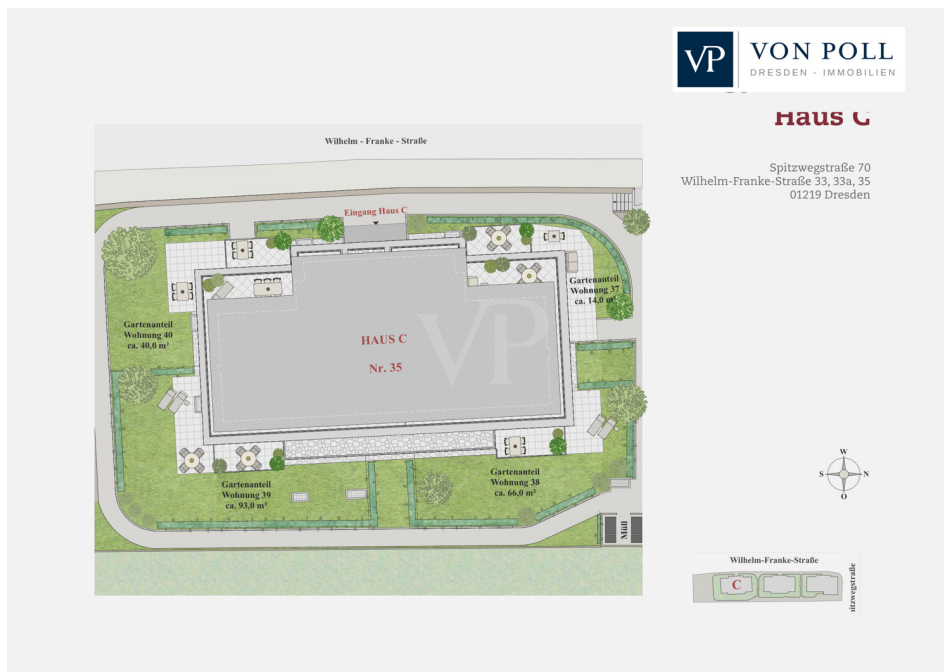 VP
VON POLL
DRESDEN - IMMOBILIEN
Haus C
Spitzwegstraße 70
Wilhelm-Franke-Straße 33, 33a, 35
01219 Dresden
Wilhelm - Franke - Straße
Eingang Haus C
Gartenanteil
Wohnung 37
ca. 14,0 m²
Gartenanteil
Wohnung 40
ca. 40,0 m²
HAUS C
Nr. 35
VP
Gartenanteil
Wohnung 39
ca. 93,0 m²
Gartenanteil
Wohnung 38
ca. 66,0 m²
Müll
W
S
N
O
Wilhelm-Franke-Straße
C
pitzwegstraße